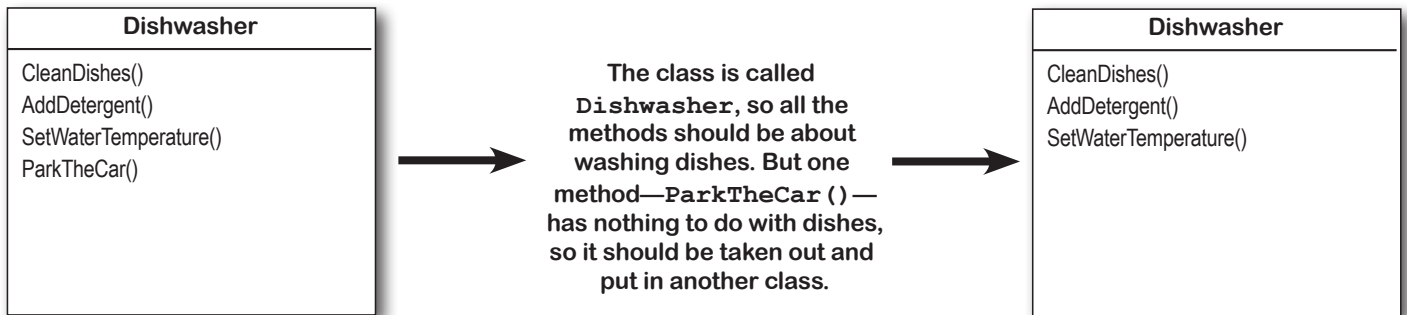 Dishwasher
CleanDishes()
AddDetergent()
SetWaterTemperature()
ParkTheCar()
The class is called
Dishwasher, so all the
methods should be about
washing dishes. But one
method—ParkTheCar()—
has nothing to do with dishes,
so it should be taken out and
put in another class.
Dishwasher
CleanDishes()
AddDetergent()
SetWaterTemperature()